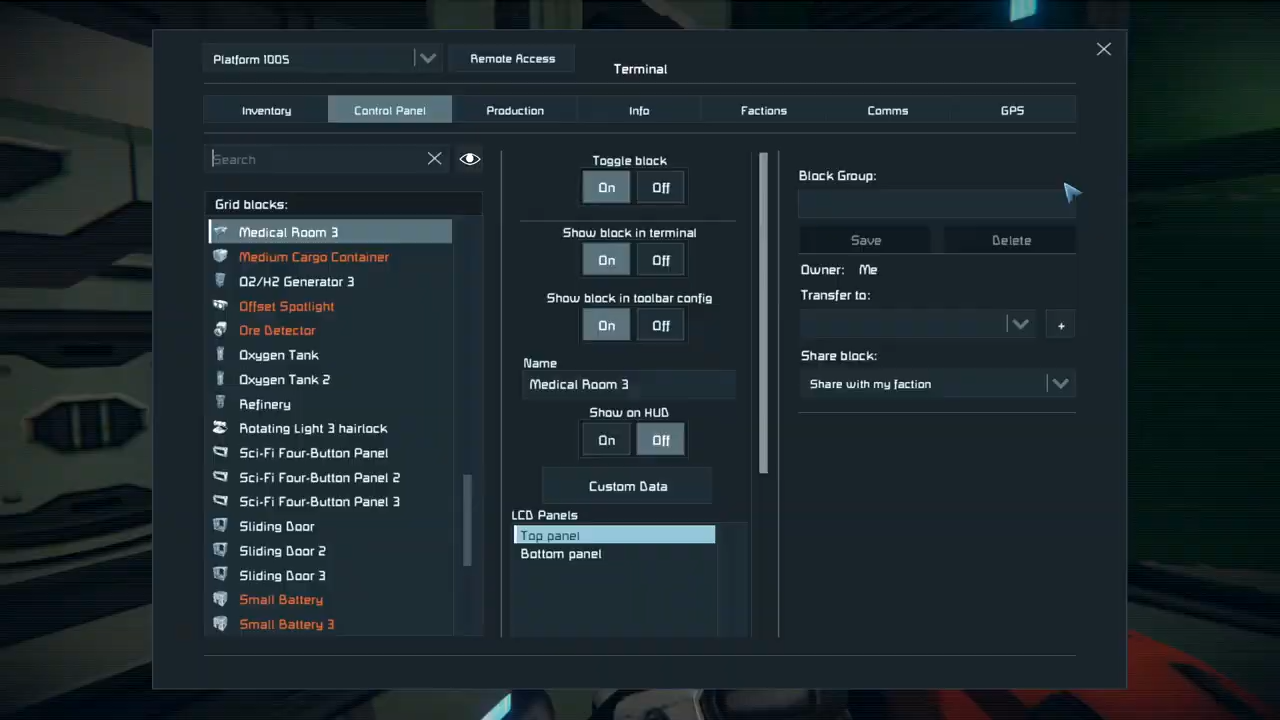 Platform 1005
Remote Access
Terminal
Inventory
Control Panel
Production
Info
Factions
Comms
GPS
Search
Grid blocks:
Medical Room 3
Medium Cargo Container
O2/H2 Generator 3
Offset Spotlight
Ore Detector
Oxygen Tank
Oxygen Tank 2
Refinery
Rotating Light 3 hairlock
Sci-Fi Four-Button Panel
Sci-Fi Four-Button Panel 2
Sci-Fi Four-Button Panel 3
Sliding Door
Sliding Door 2
Sliding Door 3
Small Battery
Small Battery 3
Toggle block
On Off
Show block in terminal
On Off
Show block in toolbar config
On Off
Name
Medical Room 3
Show on HUD
On Off
Custom Data
LCD Panels
Top panel
Bottom panel
Block Group:
Save
Delete
Owner: Me
Transfer to:
+
Share block:
Share with my faction